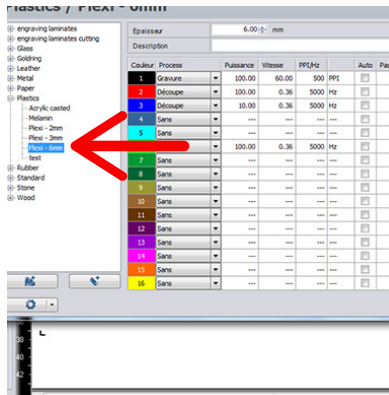 Plastics / Plexi - 6mm
engraving laminates
engraving laminates cutting
Glass
Goldring
Leather
Metal
Paper
Plastics
Acrylic casted
Melamin
Plexi - 2mm
Plexi - 3mm
Plexi - 6mm
test
Rubber
Standard
Stone
Wood
Epaisseur 6.00 mm
Description
Couleur Process Puissance Vitesse PPI/Hz Auto Pas
1 Gravure 100.00 60.00 500 PPI
2 Découpe 100.00 0.36 5000 Hz
3 Découpe 10.00 0.36 5000 Hz
4 Sans --- --- --- ---
5 Sans --- --- --- ---
100.00 0.36 5000 Hz
7 Sans --- --- --- ---
8 Sans --- --- --- ---
9 Sans --- --- --- ---
10 Sans --- --- --- ---
11 Sans --- --- --- ---
12 Sans --- --- --- ---
13 Sans --- --- --- ---
14 Sans --- --- --- ---
15 Sans --- --- --- ---
16 Sans --- --- --- ---
38
40
42